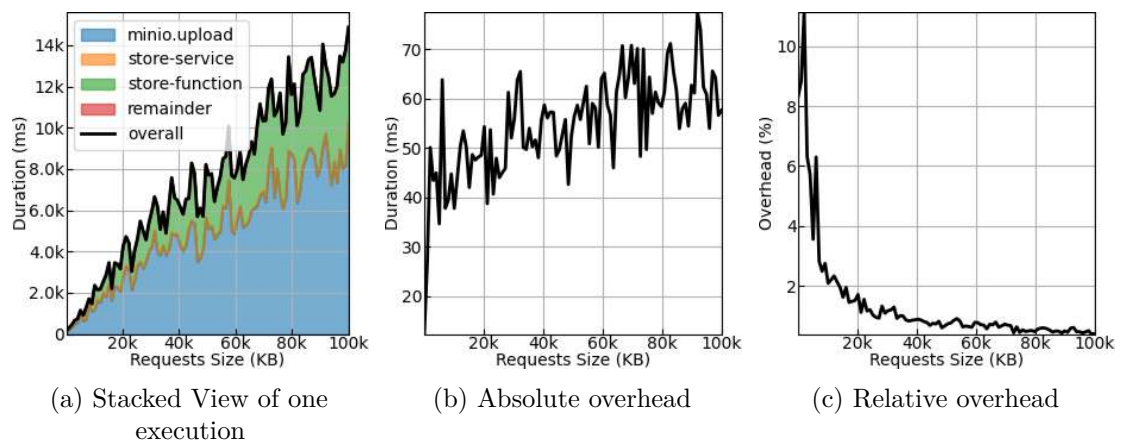 minio.upload
store-service
store-function
remainder
overall
14k
12k
10k
8.0k
6.0k
4.0k
2.0k
0
20k 40k 60k 80k 100k
Duration (ms)
Requests Size (KB)
(a) Stacked View of one
execution
70
60
50
40
30
20
20k 40k 60k 80k 100k
Duration (ms)
Requests Size (KB)
(b) Absolute overhead
10
8
6
4
2
20k 40k 60k 80k 100k
Overhead (%)
Requests Size (KB)
(c) Relative overhead